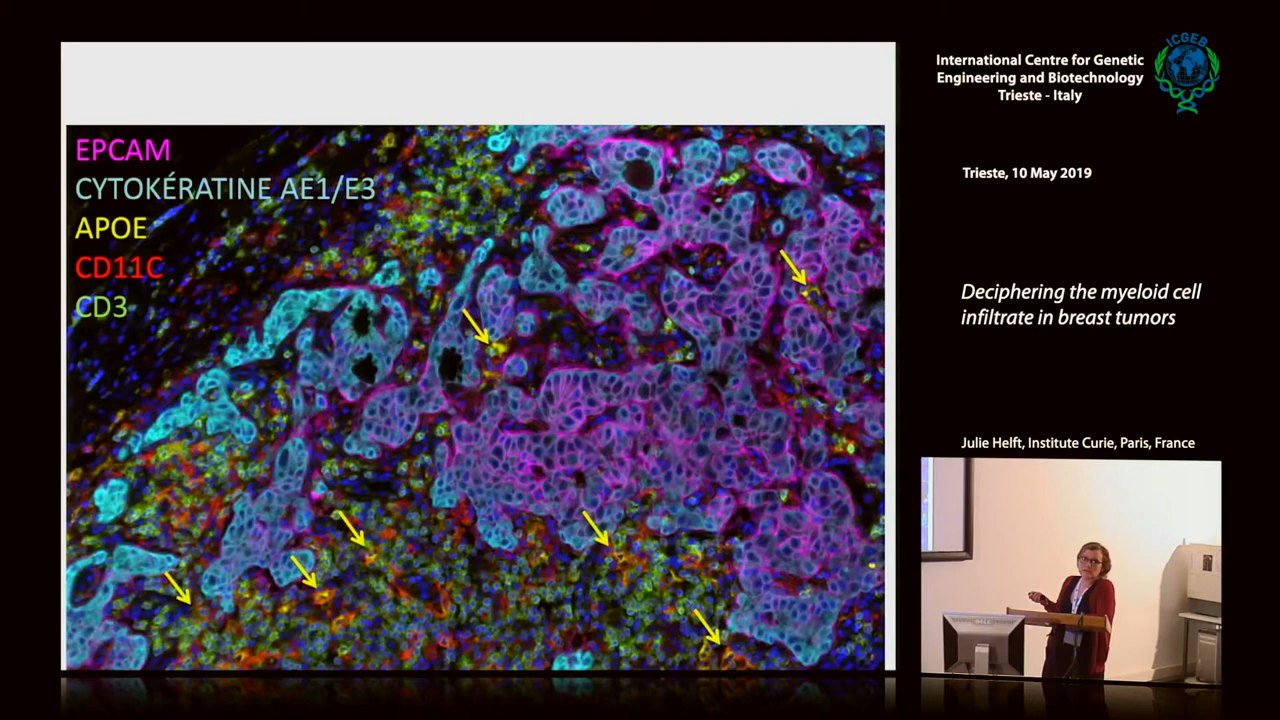 EPCAM
CYTOKÉRATINE AE1/E3
APOE
CD11C
CD3
ICGEB
International Centre for Genetic
Engineering and Biotechnology
Trieste - Italy
Trieste, 10 May 2019
Deciphering the myeloid cell
infiltrate in breast tumors
Julie Helft, Institute Curie, Paris, France
DELL